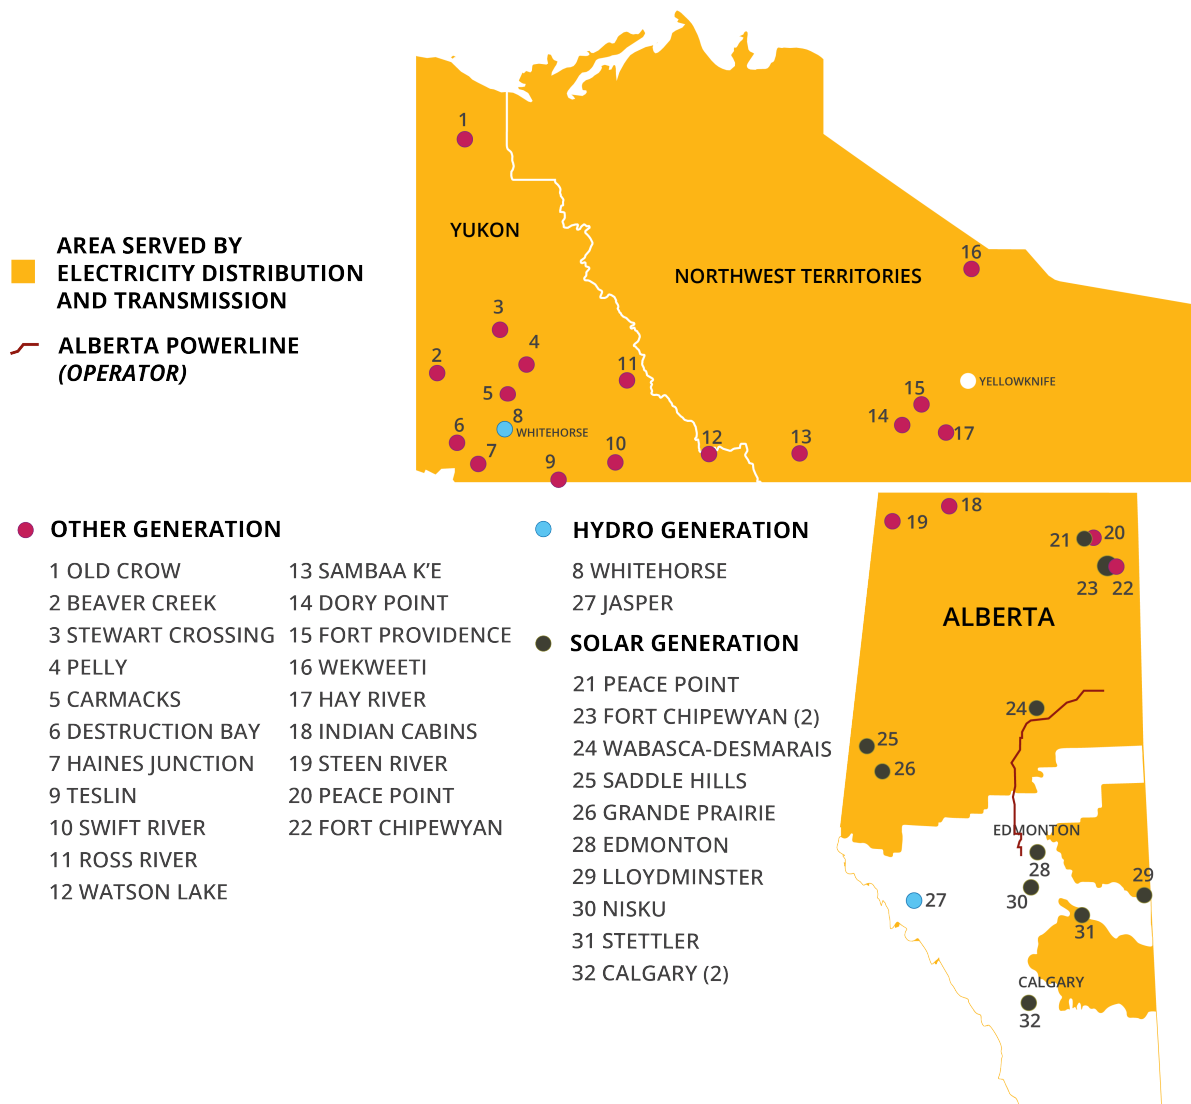 1
YUKON
AREA SERVED BY
ELECTRICITY DISTRIBUTION
AND TRANSMISSION
ALBERTA POWERLINE
(OPERATOR)
NORTHWEST TERRITORIES
16
3
4
2
11
5
YELLOWKNIFE
15
8
WHITEHORSE
14
17
6
7
10
12
13
9
OTHER GENERATION
1 OLD CROW
2 BEAVER CREEK
3 STEWART CROSSING
4 PELLY
5 CARMACKS
6 DESTRUCTION BAY
7 HAINES JUNCTION
9 TESLIN
10 SWIFT RIVER
11 ROSS RIVER
12 WATSON LAKE
13 SAMBAA K’E
14 DORY POINT
15 FORT PROVIDENCE
16 WEKWEETI
17 HAY RIVER
18 INDIAN CABINS
19 STEEN RIVER
20 PEACE POINT
22 FORT CHIPEWYAN
HYDRO GENERATION
8 WHITEHORSE
27 JASPER
SOLAR GENERATION
21 PEACE POINT
23 FORT CHIPEWYAN (2)
24 WABASCA-DESMARAIS
25 SADDLE HILLS
26 GRANDE PRAIRIE
28 EDMONTON
29 LLOYDMINSTER
30 NISKU
31 STETTLER
32 CALGARY (2)
18
19
20
21
23
22
ALBERTA
24
25
26
EDMONTON
28
29
30
27
31
CALGARY
32